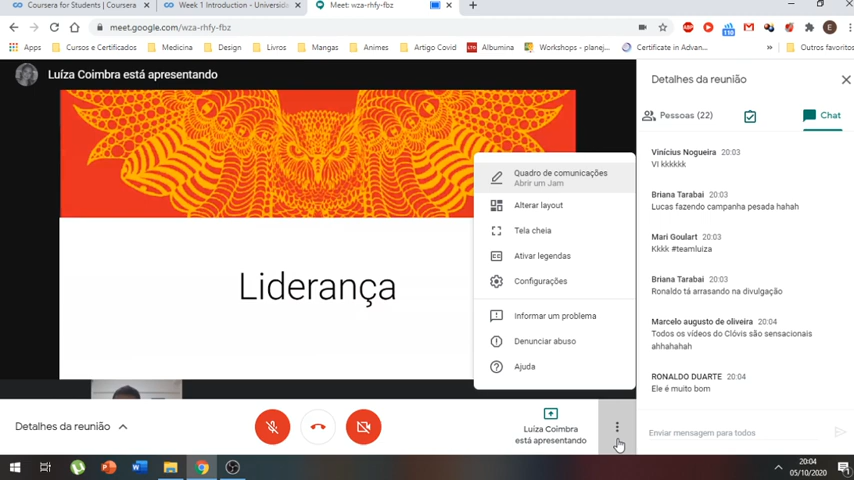 Coursera for Students | Coursera
Week 1 Introduction - Universida
Meet: wza-rhfy-fbz
meet.google.com/wza-rhfy-fbz
Apps
Cursos e Certificados
Medicina
Design
Livros
Mangas
Animes
Artigo Covid
Albumina
Workshops - planej...
Certificate in Advan...
Outros favoritos
Luíza Coimbra está apresentando
Liderança
Quadro de comunicações
Abrir um Jam
Alterar layout
Tela cheia
Ativar legendas
Configurações
Informar um problema
Denunciar abuso
Ajuda
Detalhes da reunião
Luíza Coimbra
está apresentando
Detalhes da reunião
Pessoas (22)
Chat
Vinícius Nogueira 20:03
VI kkkkkk
Briana Tarabai 20:03
Lucas fazendo campanha pesada hahah
Mari Goulart 20:03
Kkkk #teamluiza
Briana Tarabai 20:03
Ronaldo tá arrasando na divulgação
Marcelo augusto de oliveira 20:04
Todos os vídeos do Clóvis são sensacionais
ahhahahah
RONALDO DUARTE 20:04
Ele é muito bom
Enviar mensagem para todos
20:04
05/10/2020